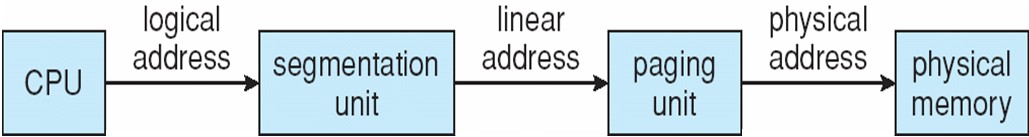 CPU
logical
address
segmentation
unit
linear
address
paging
unit
physical
address
physical
memory